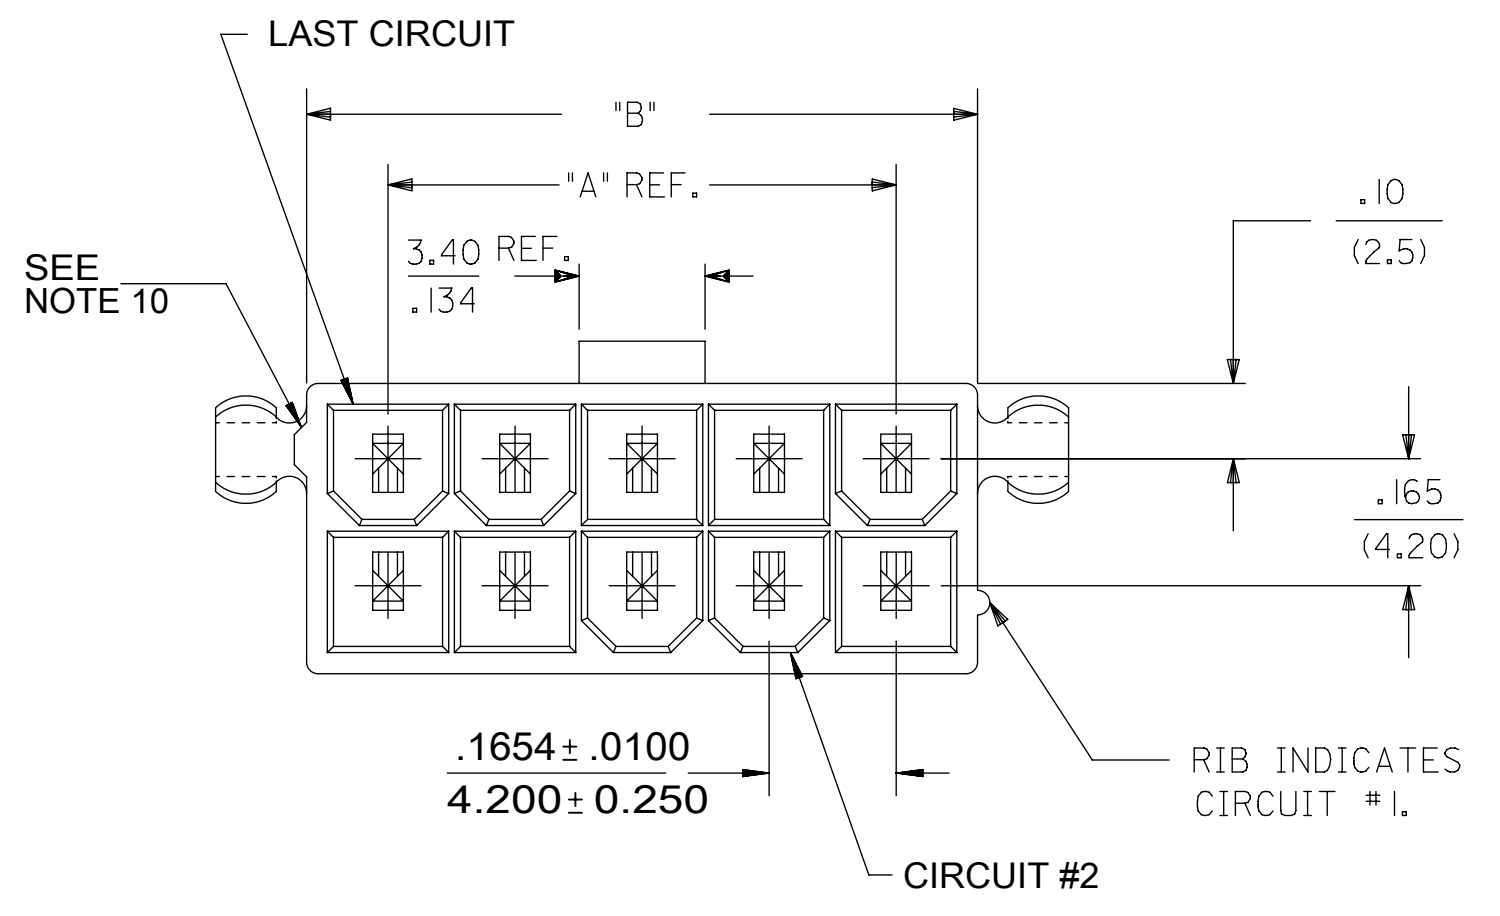 LAST CIRCUIT
"B"
"A" REF.
.10
(2.5)
3.40 REF.
.134
SEE
NOTE 10
.165
(4.20)
.1654 ± .0100
4.200 ± 0.250
RIB INDICATES
CIRCUIT #1.
CIRCUIT #2